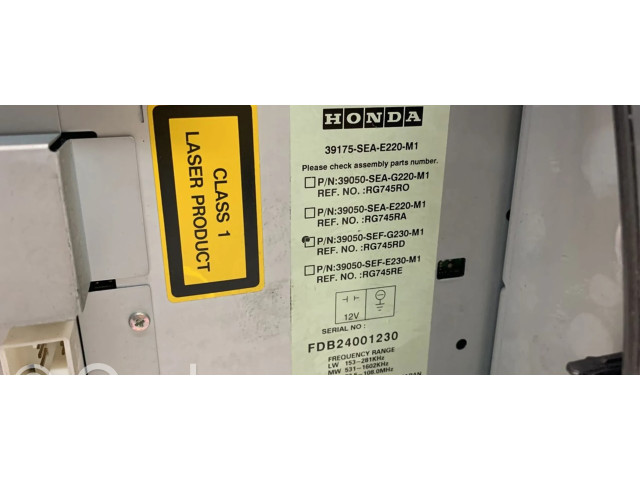 CLASS 1
LASER PRODUCT
HONDA
39175-SEA-E220-M1
Please check assembly parts number.
P/N:39050-SEA-G220-M1
REF. NO. :RG745RO
P/N:39050-SEA-E220-M1
REF. NO. :RG745RA
P/N:39050-SEF-G230-M1
REF. NO. :RG745RD
P/N:39050-SEF-E230-M1
REF. NO. :RG745RE
12V
SERIAL NO :
FDB24001230
FREQUENCY RANGE
LW 153-281KHz
MW 531-1602KHz